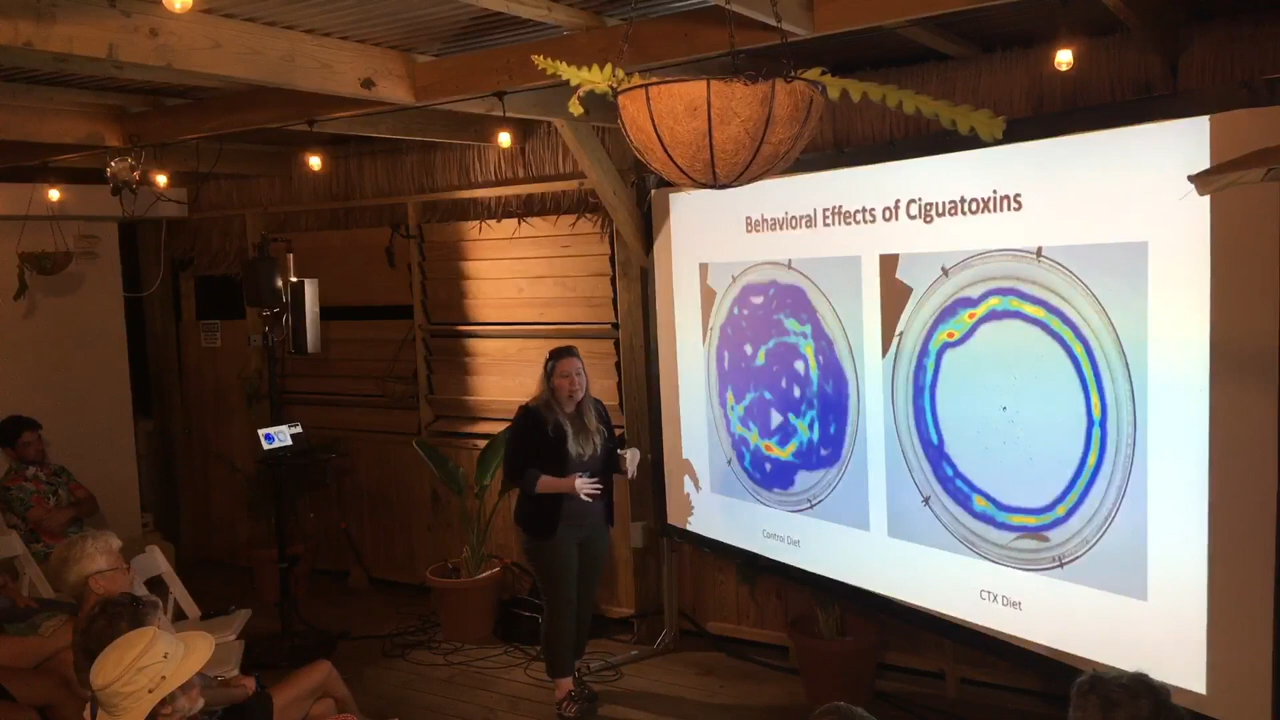 Behavioral Effects of Ciguatoxins
Control Diet
CTX Diet